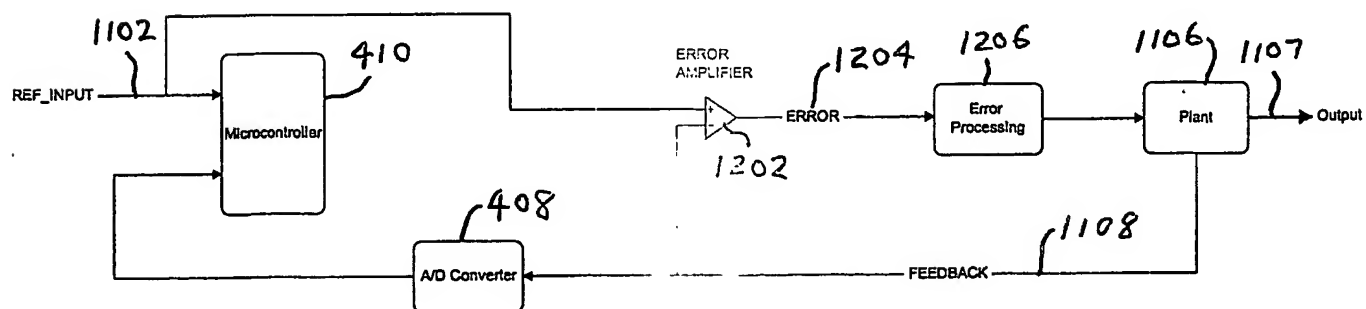 1102
410
REF_INPUT
Microcontroller
ERROR
AMPLIFIER
+
-
1202
1204
ERROR
1206
Error
Processing
1106
Plant
1107
Output
408
A/D Converter
FEEDBACK
1108